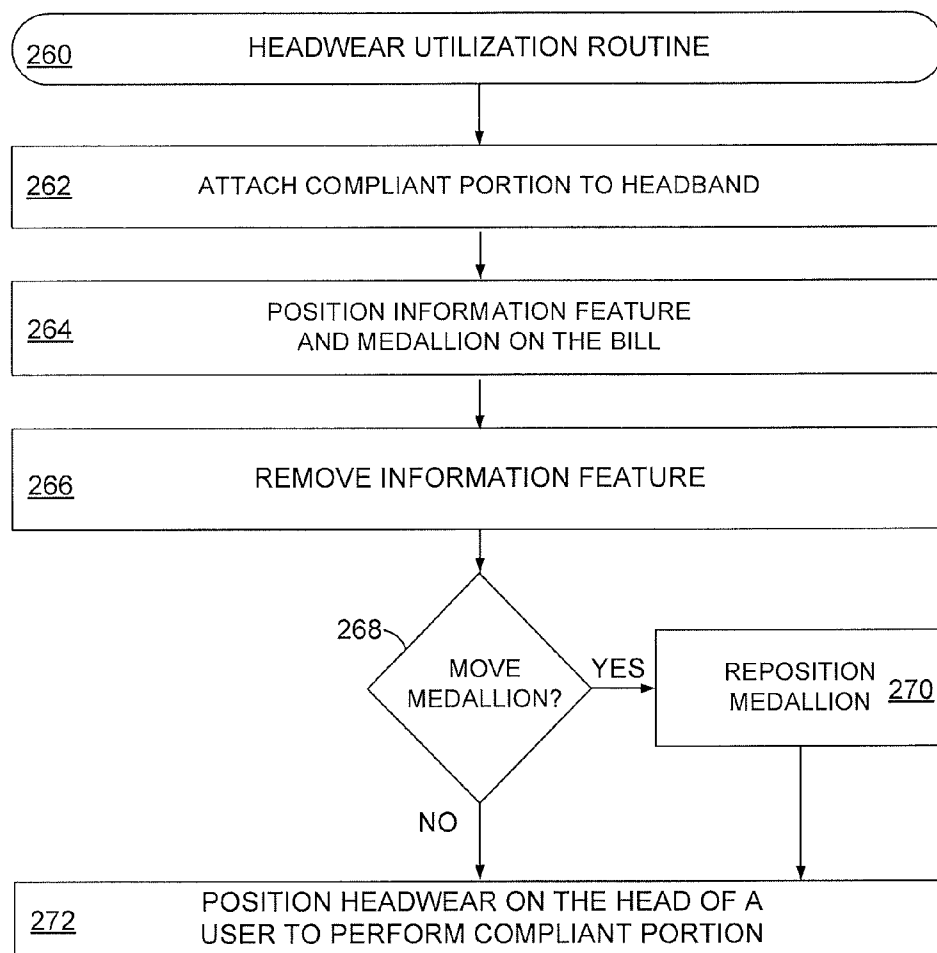 260 HEADWEAR UTILIZATION ROUTINE
262 ATTACH COMPLIANT PORTION TO HEADBAND
264 POSITION INFORMATION FEATURE
AND MEDALLION ON THE BILL
266 REMOVE INFORMATION FEATURE
268
MOVE
MEDALLION?
YES
REPOSITION
MEDALLION
270
NO
272 POSITION HEADWEAR ON THE HEAD OF A
USER TO PERFORM COMPLIANT PORTION